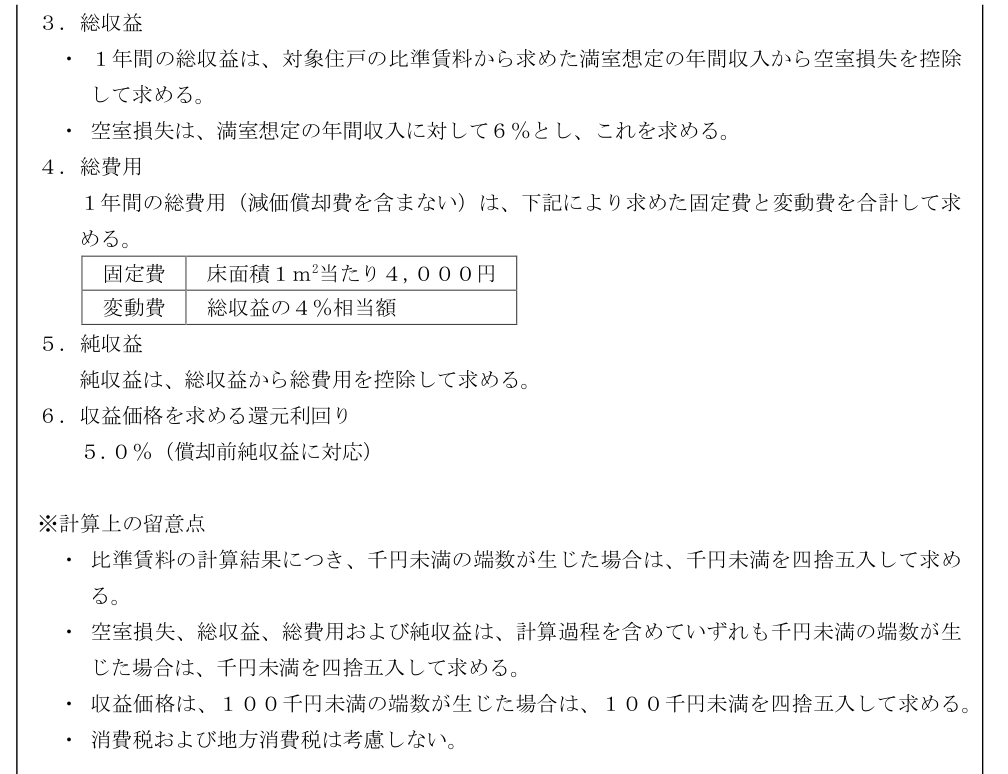 ３．総収益
・ １年間の総収益は、対象住戸の比準賃料から求めた満室想定の年間収入から空室損失を控除
して求める。
・ 空室損失は、満室想定の年間収入に対して６％とし、これを求める。
４．総費用
１年間の総費用（減価償却費を含まない）は、下記により求めた固定費と変動費を合計して求
める。
固定費 床面積１m²当たり４,０００円
変動費 総収益の４％相当額
５．純収益
純収益は、総収益から総費用を控除して求める。
６．収益価格を求める還元利回り
５.０％（償却前純収益に対応）
※計算上の留意点
・ 比準賃料の計算結果につき、千円未満の端数が生じた場合は、千円未満を四捨五入して求め
る。
・ 空室損失、総収益、総費用および純収益は、計算過程を含めていずれも千円未満の端数が生
じた場合は、千円未満を四捨五入して求める。
・ 収益価格は、１００千円未満の端数が生じた場合は、１００千円未満を四捨五入して求める。
・ 消費税および地方消費税は考慮しない。